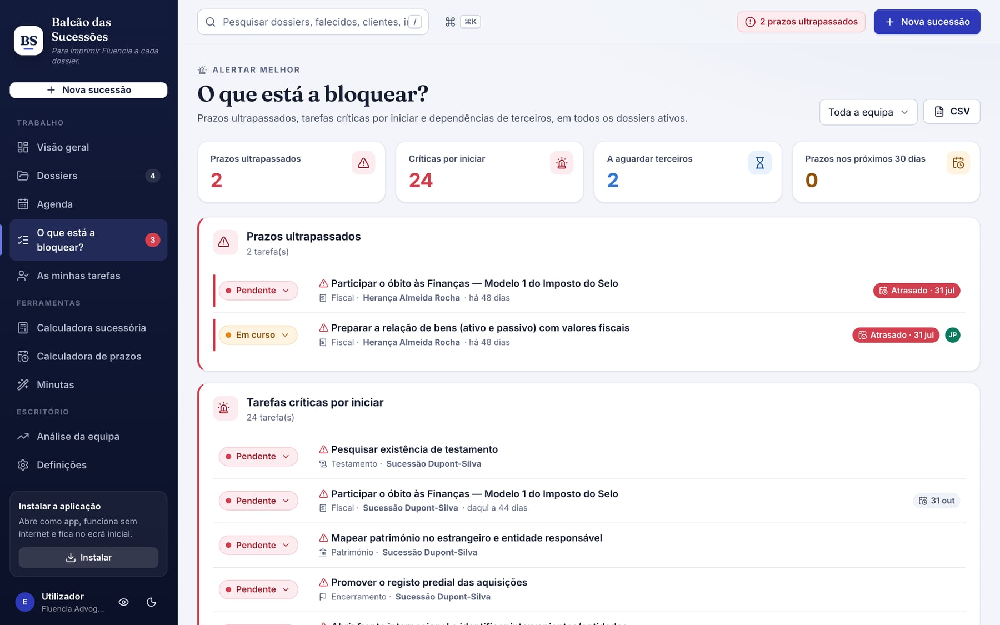 Balcão das
Sucessões
BS
Para imprimir Fluencia a cada
dossier.
Nova sucessão
TRABALHO
Visão geral
Dossiers 4
Agenda
O que está a
bloquear? 3
As minhas tarefas
FERRAMENTAS
Calculadora sucessória
Calculadora de prazos
Minutas
ESCRITÓRIO
Análise da equipa
Definições
Instalar a aplicação
Abre como app, funciona sem
internet e fica no ecrã inicial.
Instalar
E
Utilizador
Fluencia Advog...
Pesquisar dossiers, falecidos, clientes, /
⌘ ⌘K
2 prazos ultrapassados
Nova sucessão
ALERTAR MELHOR
O que está a bloquear?
Prazos ultrapassados, tarefas críticas por iniciar e dependências de terceiros, em todos os dossiers ativos.
Toda a equipa
CSV
Prazos ultrapassados
2
Críticas por iniciar
24
A aguardar terceiros
2
Prazos nos próximos 30 dias
0
Prazos ultrapassados
2 tarefa(s)
Pendente
Participar o óbito às Finanças — Modelo 1 do Imposto do Selo
Fiscal · Herança Almeida Rocha · há 48 dias
Atrasado · 31 jul
Em curso
Preparar a relação de bens (ativo e passivo) com valores fiscais
Fiscal · Herança Almeida Rocha · há 48 dias
Atrasado · 31 jul JP
Tarefas críticas por iniciar
24 tarefa(s)
Pendente
Pesquisar existência de testamento
Testamento · Sucessão Dupont-Silva
Pendente
Participar o óbito às Finanças — Modelo 1 do Imposto do Selo
Fiscal · Sucessão Dupont-Silva · daqui a 44 dias
31 out
Pendente
Mapear património no estrangeiro e entidade responsável
Património · Sucessão Dupont-Silva
Pendente
Promover o registo predial das aquisições
Encerramento · Sucessão Dupont-Silva